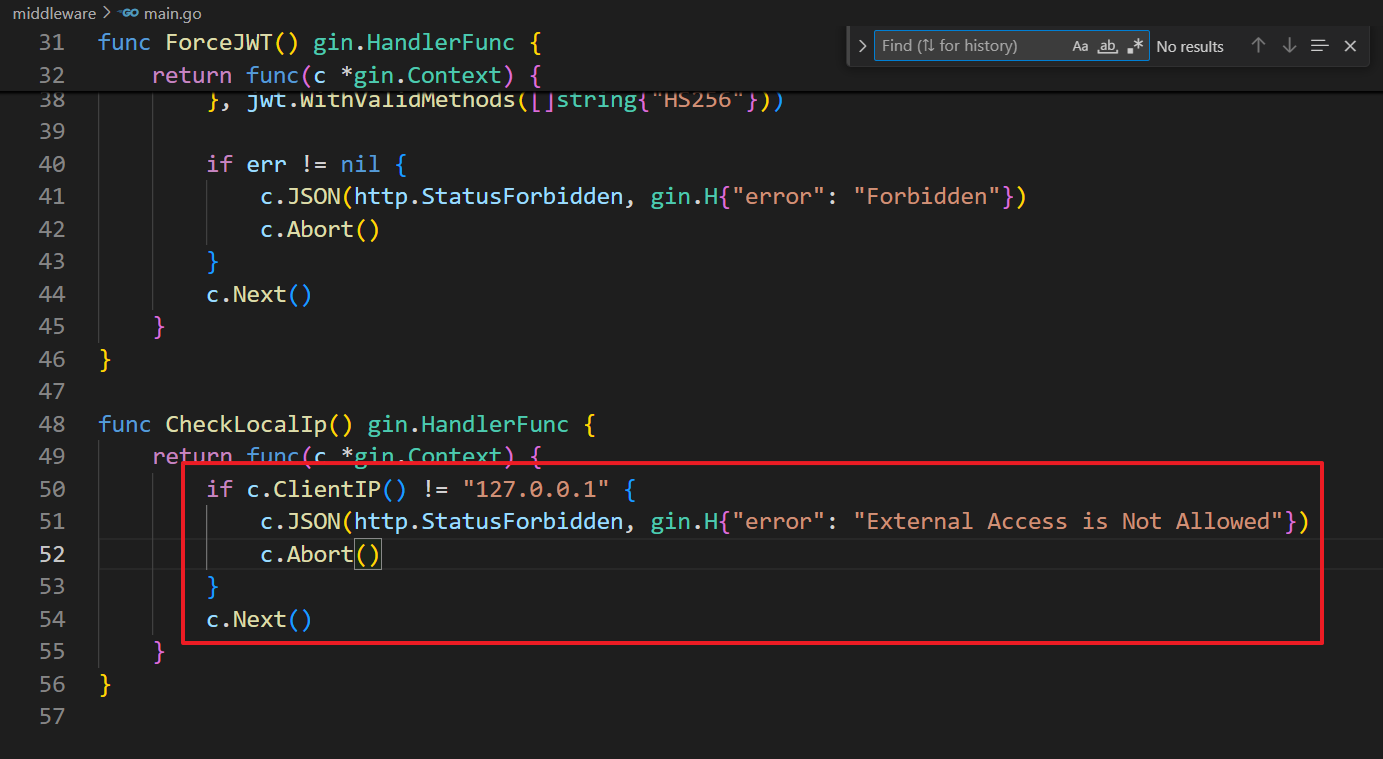 middleware > GO main.go
31 func ForceJWT() gin.HandlerFunc {
32 return func(c *gin.Context) {
Find (⇅ for history) Aa ab .* No results
38 }, jwt.WithValidMethods([]string{"HS256"}))
39
40 if err != nil {
41 c.JSON(http.StatusForbidden, gin.H{"error": "Forbidden"})
42 c.Abort()
43 }
44 c.Next()
45 }
46 }
47
48 func CheckLocalIp() gin.HandlerFunc {
49 return func(c *gin.Context) {
50 if c.ClientIP() != "127.0.0.1" {
51 c.JSON(http.StatusForbidden, gin.H{"error": "External Access is Not Allowed"})
52 c.Abort()
53 }
54 c.Next()
55 }
56 }
57